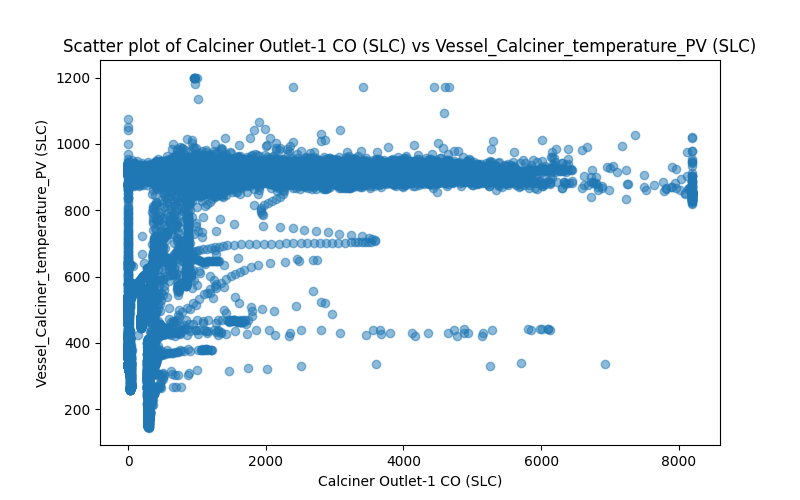 Scatter plot of Calciner Outlet-1 CO (SLC) vs Vessel_Calciner_temperature_PV (SLC)
1200
1000
800
600
400
200
Vessel_Calciner_temperature_PV (SLC)
0 2000 4000 6000 8000
Calciner Outlet-1 CO (SLC)